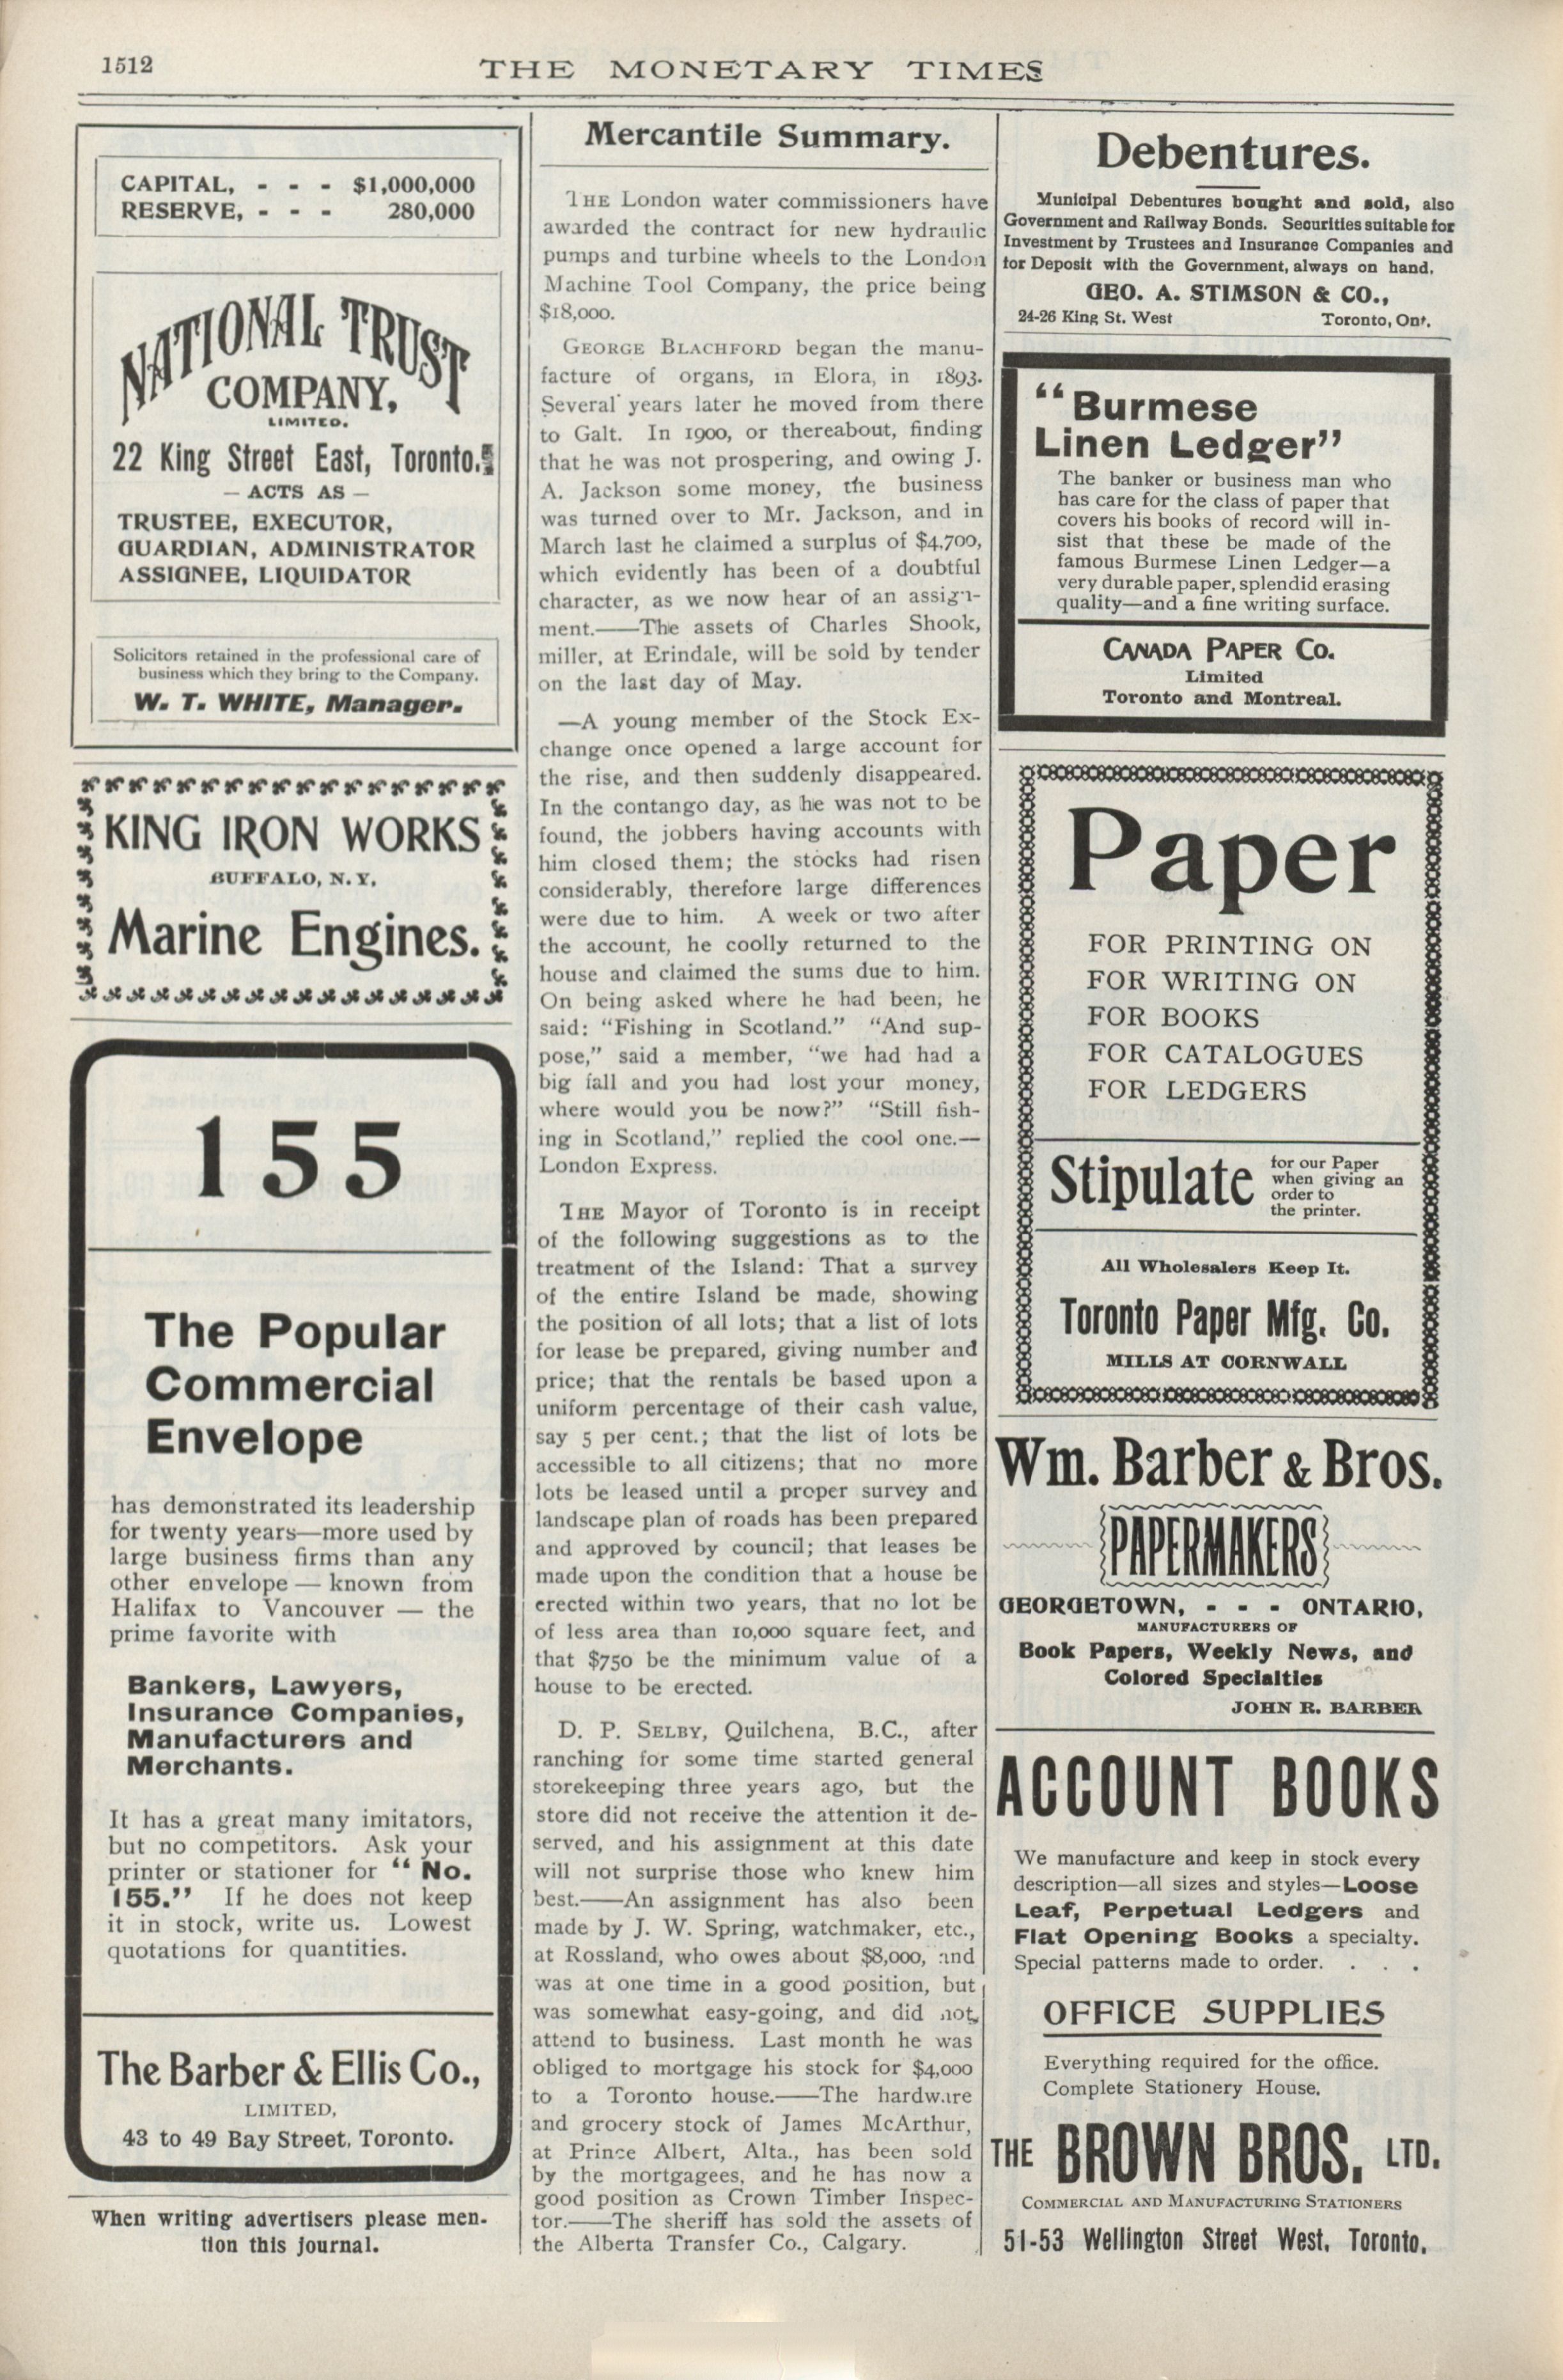 1512
THE MONETARY TIMES
CAPITAL, - - - $1,000,000
RESERVE, - - - 280,000
NATIONAL TRUST
COMPANY,
LIMITED.
22 King Street East, Toronto.
— ACTS AS —
TRUSTEE, EXECUTOR,
GUARDIAN, ADMINISTRATOR
ASSIGNEE, LIQUIDATOR
Solicitors retained in the professional care of
business which they bring to the Company.
W. T. WHITE, Manager.
KING IRON WORKS
BUFFALO, N. Y.
Marine Engines.
155
The Popular
Commercial
Envelope
has demonstrated its leadership
for twenty years—more used by
large business firms than any
other envelope — known from
Halifax to Vancouver — the
prime favorite with
Bankers, Lawyers,
Insurance Companies,
Manufacturers and
Merchants.
It has a great many imitators,
but no competitors. Ask your
printer or stationer for “ No.
155.” If he does not keep
it in stock, write us. Lowest
quotations for quantities.
The Barber & Ellis Co.,
LIMITED,
43 to 49 Bay Street, Toronto.
When writing advertisers please men-
tion this journal.
Mercantile Summary.
THE London water commissioners have
awarded the contract for new hydraulic
pumps and turbine wheels to the London
Machine Tool Company, the price being
$18,000.
GEORGE BLACHFORD began the manu-
facture of organs, in Elora, in 1893.
Several years later he moved from there
to Galt. In 1900, or thereabout, finding
that he was not prospering, and owing J.
A. Jackson some money, the business
was turned over to Mr. Jackson, and in
March last he claimed a surplus of $4,700,
which evidently has been of a doubtful
character, as we now hear of an assign-
ment.——The assets of Charles Shook,
miller, at Erindale, will be sold by tender
on the last day of May.
—A young member of the Stock Ex-
change once opened a large account for
the rise, and then suddenly disappeared.
In the contango day, as he was not to be
found, the jobbers having accounts with
him closed them; the stocks had risen
considerably, therefore large differences
were due to him. A week or two after
the account, he coolly returned to the
house and claimed the sums due to him.
On being asked where he had been, he
said: “Fishing in Scotland.” “And sup-
pose,” said a member, “we had had a
big fall and you had lost your money,
where would you be now?” “Still fish-
ing in Scotland,” replied the cool one.—
London Express.
THE Mayor of Toronto is in receipt
of the following suggestions as to the
treatment of the Island: That a survey
of the entire Island be made, showing
the position of all lots; that a list of lots
for lease be prepared, giving number and
price; that the rentals be based upon a
uniform percentage of their cash value,
say 5 per cent.; that the list of lots be
accessible to all citizens; that no more
lots be leased until a proper survey and
landscape plan of roads has been prepared
and approved by council; that leases be
made upon the condition that a house be
erected within two years, that no lot be
of less area than 10,000 square feet, and
that $750 be the minimum value of a
house to be erected.
D. P. SELBY, Quilchena, B.C., after
ranching for some time started general
storekeeping three years ago, but the
store did not receive the attention it de-
served, and his assignment at this date
will not surprise those who knew him
best.——An assignment has also been
made by J. W. Spring, watchmaker, etc.,
at Rossland, who owes about $8,000, and
was at one time in a good position, but
was somewhat easy-going, and did not
attend to business. Last month he was
obliged to mortgage his stock for $4,000
to a Toronto house.——The hardware
and grocery stock of James McArthur,
at Prince Albert, Alta., has been sold
by the mortgagees, and he has now a
good position as Crown Timber Inspec-
tor.——The sheriff has sold the assets of
the Alberta Transfer Co., Calgary.
Debentures.
Municipal Debentures bought and sold, also
Government and Railway Bonds. Securities suitable for
Investment by Trustees and Insurance Companies and
for Deposit with the Government, always on hand.
GEO. A. STIMSON & CO.,
24-26 King St. West Toronto, Ont.
“Burmese
Linen Ledger”
The banker or business man who
has care for the class of paper that
covers his books of record will in-
sist that these be made of the
famous Burmese Linen Ledger—a
very durable paper, splendid erasing
quality—and a fine writing surface.
CANADA PAPER CO.
Limited
Toronto and Montreal.
Paper
FOR PRINTING ON
FOR WRITING ON
FOR BOOKS
FOR CATALOGUES
FOR LEDGERS
Stipulate for our Paper
when giving an
order to
the printer.
All Wholesalers Keep It.
Toronto Paper Mfg. Co.
MILLS AT CORNWALL
Wm. Barber & Bros.
PAPERMAKERS
GEORGETOWN, - - - ONTARIO,
MANUFACTURERS OF
Book Papers, Weekly News, and
Colored Specialties
JOHN R. BARBER
ACCOUNT BOOKS
We manufacture and keep in stock every
description—all sizes and styles—Loose
Leaf, Perpetual Ledgers and
Flat Opening Books a specialty.
Special patterns made to order. . . .
OFFICE SUPPLIES
Everything required for the office.
Complete Stationery House.
THE BROWN BROS. LTD.
COMMERCIAL AND MANUFACTURING STATIONERS
51-53 Wellington Street West, Toronto.